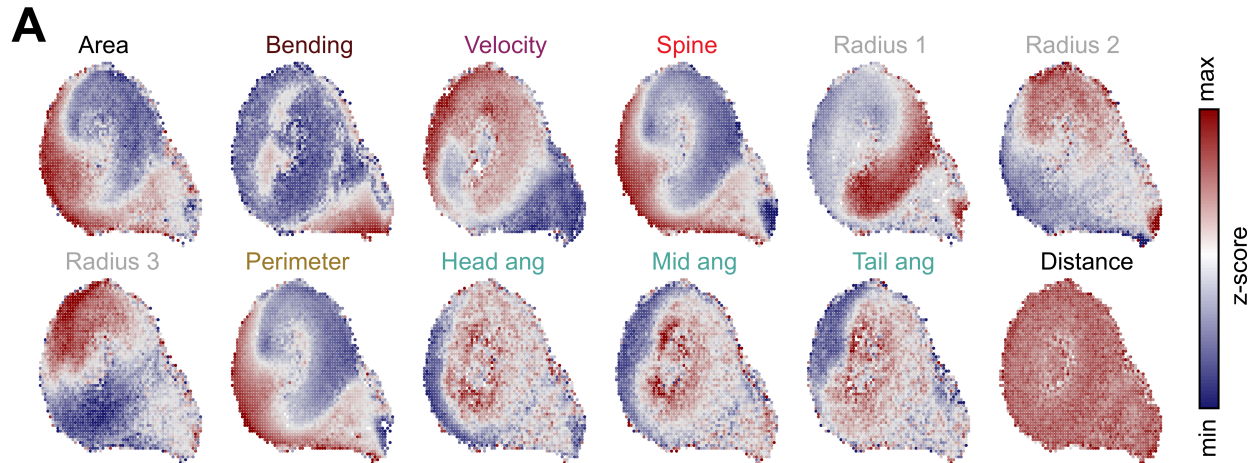 A
Area Bending Velocity Spine Radius 1 Radius 2
Radius 3 Perimeter Head ang Mid ang Tail ang Distance
max
z-score
min